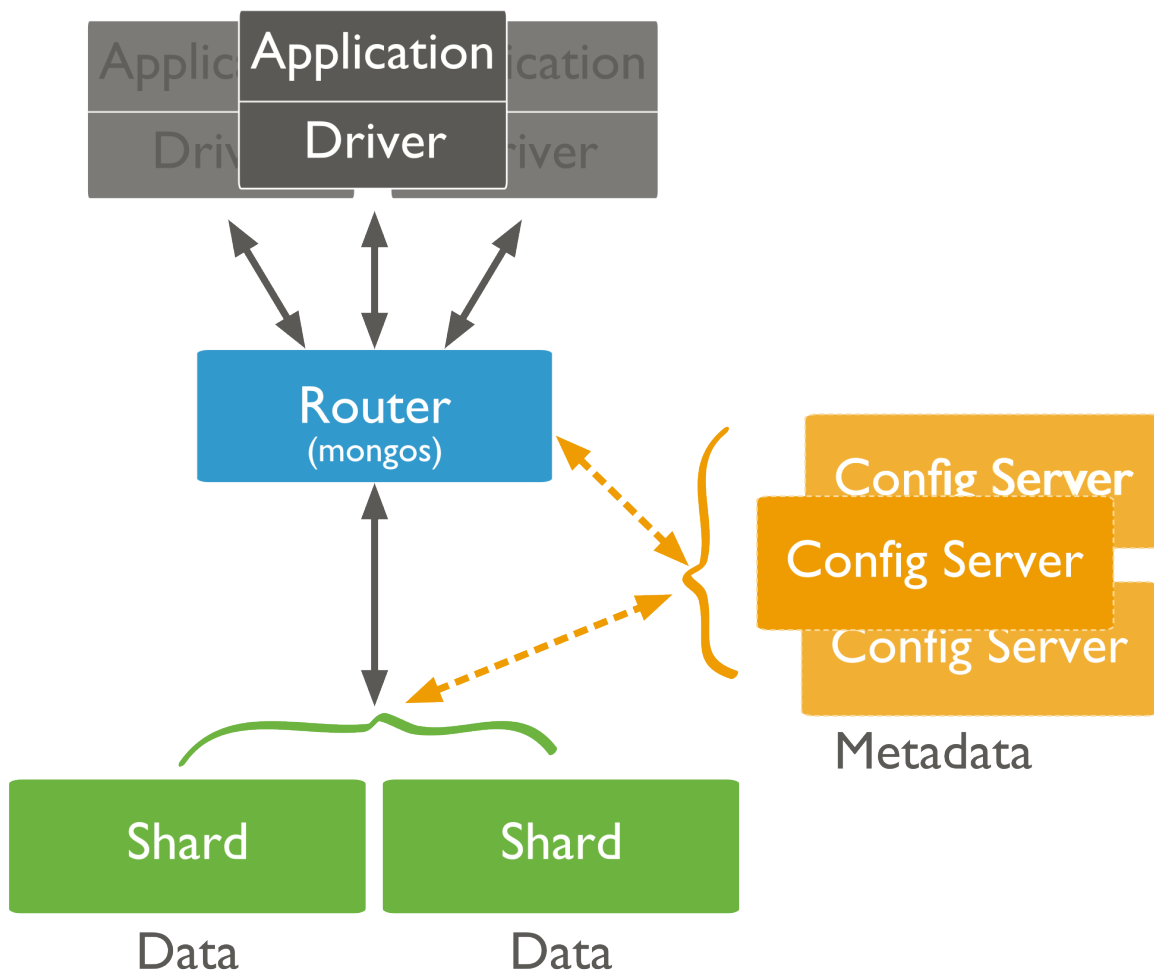 Application
Driver
Router
(mongos)
Config Server
Config Server
Config Server
Metadata
Shard
Shard
Data
Data